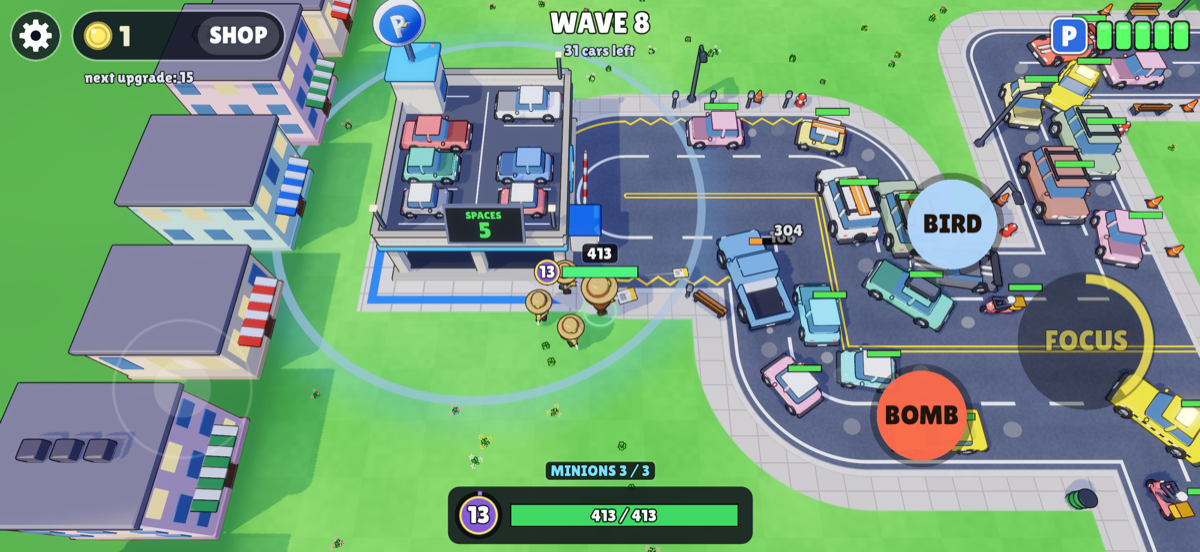 1
SHOP
next upgrade: 15
P
WAVE 8
31 cars left
P
SPACES
5
BIRD
304
413
13
FOCUS
BOMB
MINIONS 3 / 3
13
413 / 413